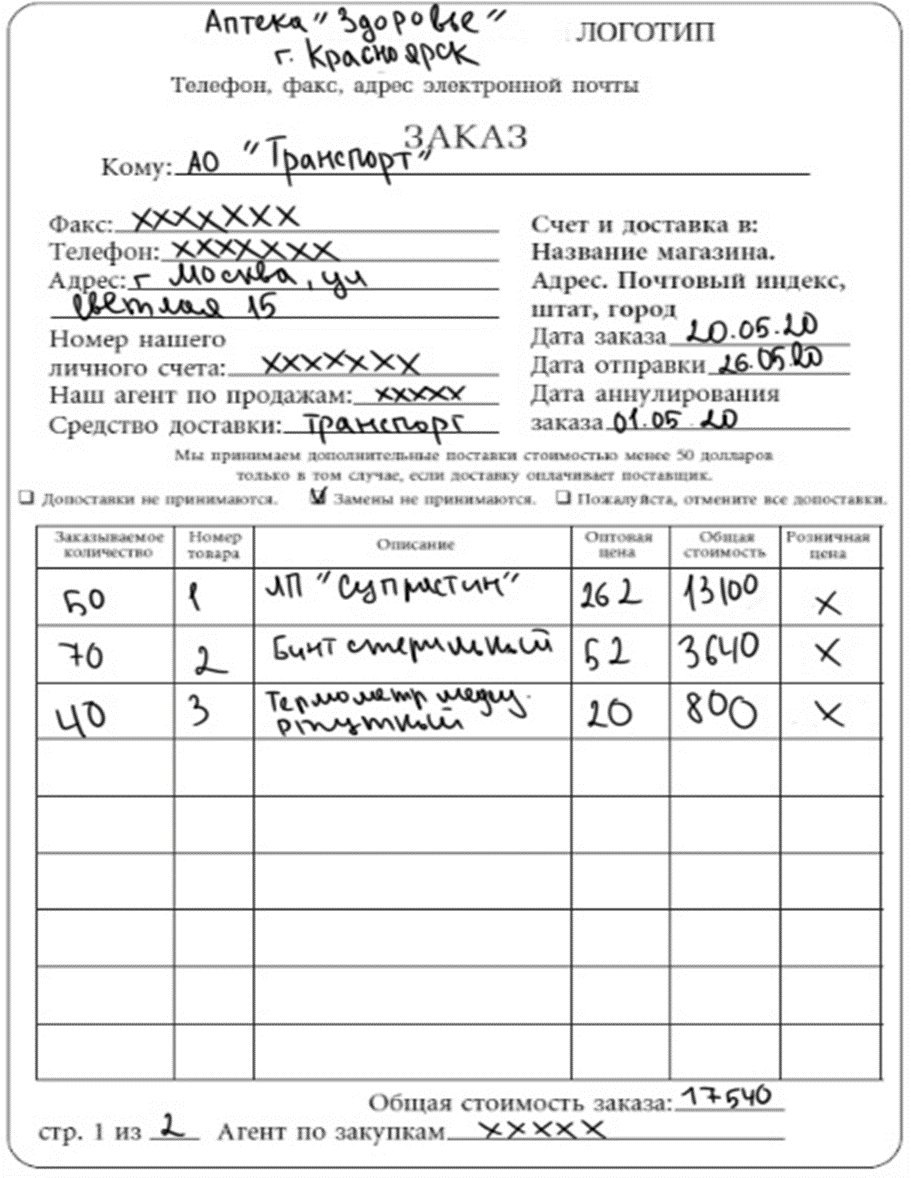 Аптека "Здоровье"
ЛОГОТИП
г. Красноярск
Телефон, факс, адрес электронной почты
ЗАКАЗ
Кому: АО "Транспорт"
Факс: ХХХХХХХ
Телефон: ХХХХХХХ
Адрес: г Москва, ул
Светлая 15
Номер нашего
личного счета: ХХХХХХХ
Наш агент по продажам: ХХХХХ
Средство доставки: транспорт
Счет и доставка в:
Название магазина.
Адрес. Почтовый индекс,
штат, город
Дата заказа 20.05.20
Дата отправки 26.05.20
Дата аннулирования
заказа 01.05.20
Мы принимаем дополнительные поставки стоимостью менее 50 долларов
только в том случае, если доставку оплачивает поставщик.
Допоставки не принимаются. Замены не принимаются. Пожалуйста, отмените все допоставки.
Заказываемое количество Номер товара Описание Оптовая цена Общая стоимость Розничная цена
50 1 ЛП "Супрастин" 262 13100 Х
70 2 Бинт стерильный 52 3640 Х
40 3 Термометр меду. ртутный 20 800 Х
Общая стоимость заказа: 17540
стр. 1 из 2 Агент по закупкам ХХХХХ